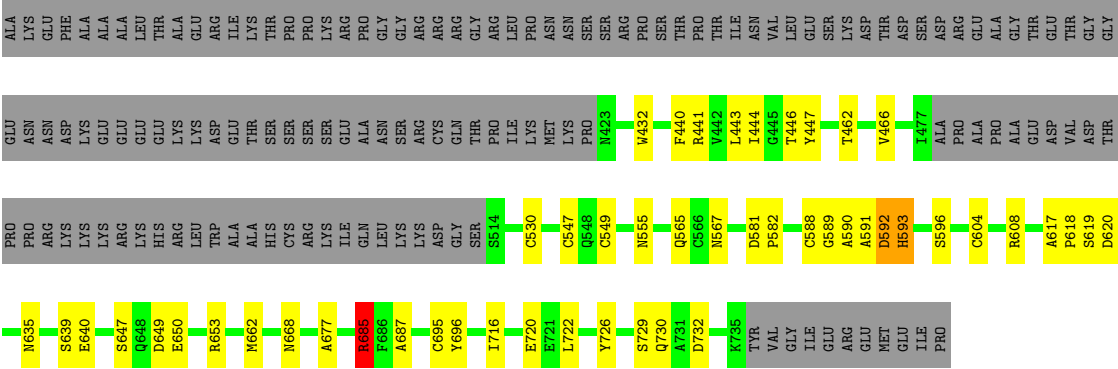 ALA LYS GLU PHE ALA ALA ALA LEU THR ALA GLU ARG ILE LYS THR PRO PRO LYS ARG PRO GLY GLY ARG ARG ARG GLY ARG LEU PRO ASN ASN SER SER ARG PRO SER THR PRO THR ILE ASN VAL LEU GLU SER LYS ASP THR ASP SER ASP ARG GLU ALA GLY THR GLU THR GLY GLY
GLU ASN ASN ASP LYS GLU GLU GLU GLU LYS LYS ASP GLU THR SER SER SER SER GLU ALA ASN SER ARG CYS GLN THR PRO ILE LYS MET LYS PRO N423 W432 F440 R441 V442 L443 I444 G445 T446 Y447 T462 V466 I477 ALA PRO ALA PRO ALA GLU ASP VAL ASP THR
PRO PRO ARG LYS LYS LYS ARG LYS HIS ARG LEU TRP ALA ALA HIS CYS ARG LYS ILE GLN LEU LYS LYS ASP GLY SER S514 C530 C547 Q548 C549 N555 Q565 C566 N567 D581 P582 C588 G589 A590 A591 D592 H593 S596 C604 R608 A617 P618 S619 D620
N635 S639 E640 S647 Q648 D649 E650 R653 M662 N668 A677 R685 F686 A687 C695 Y696 I716 E720 E721 L722 Y726 S729 Q730 A731 D732 K735 TYR VAL GLY ILE GLU ARG GLU MET GLU ILE PRO